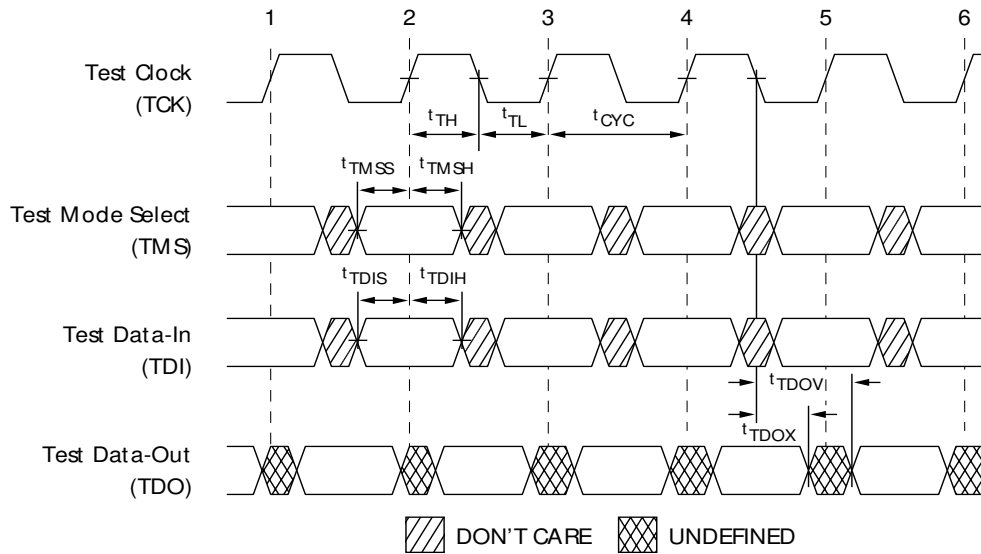 1 2 3 4 5 6
Test Clock
(TCK)
tTH tTL tCYC
tTMSS tTMSH
Test Mode Select
(TMS)
tTDIS tTDIH
Test Data-In
(TDI)
tTDOV
tTDOX
Test Data-Out
(TDO)
DON'T CARE UNDEFINED